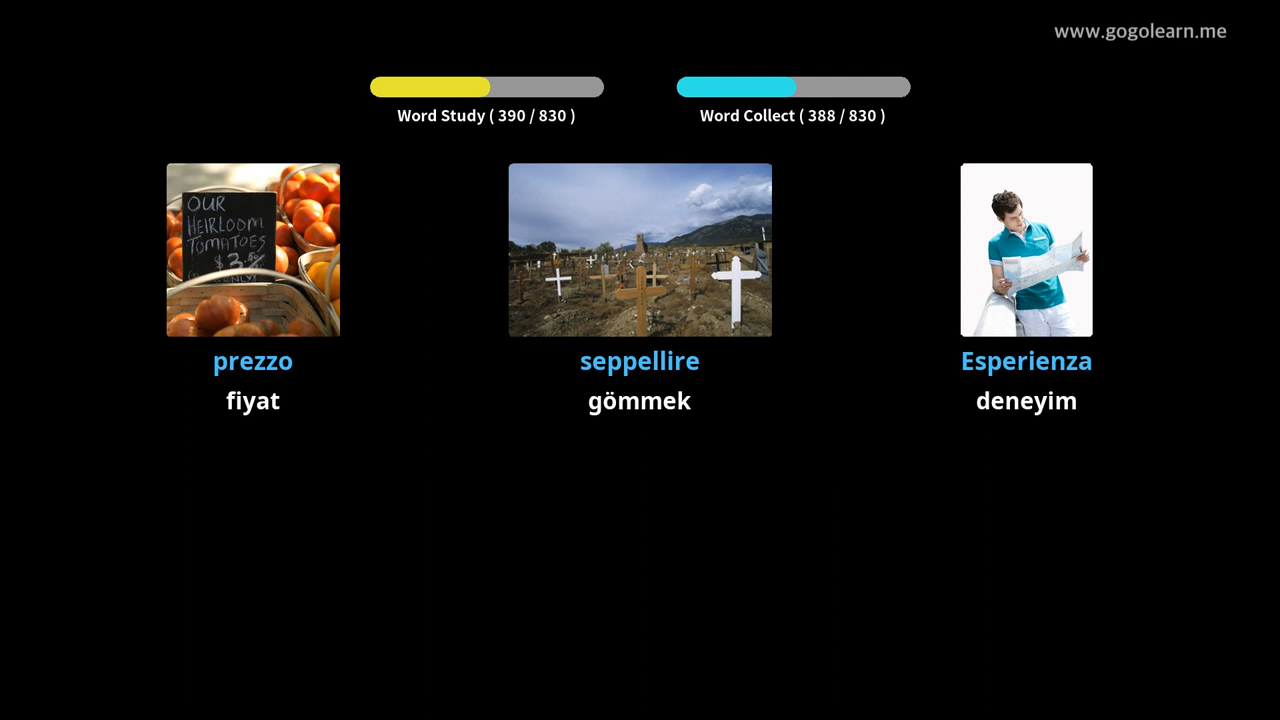 www.gogolearn.me
Word Study ( 390 / 830 )
Word Collect ( 388 / 830 )
OUR
HEIRLOOM
TOMATOES
prezzo
seppellire
Esperienza
fiyat
gömmek
deneyim